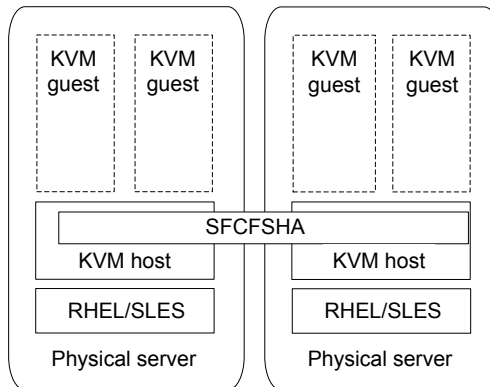 KVM
guest
KVM
guest
KVM
guest
KVM
guest
SFCFSHA
KVM host
KVM host
RHEL/SLES
RHEL/SLES
Physical server
Physical server